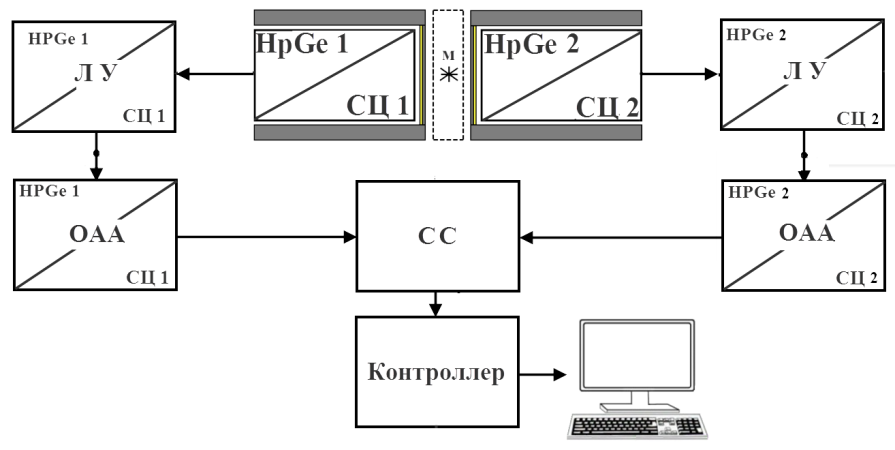 HPGe 1
Л У
СЦ 1
HpGe 1
СЦ 1
м
HpGe 2
СЦ 2
HPGe 2
Л У
СЦ 2
HPGe 1
ОАА
СЦ 1
СС
HPGe 2
ОАА
СЦ 2
Контроллер